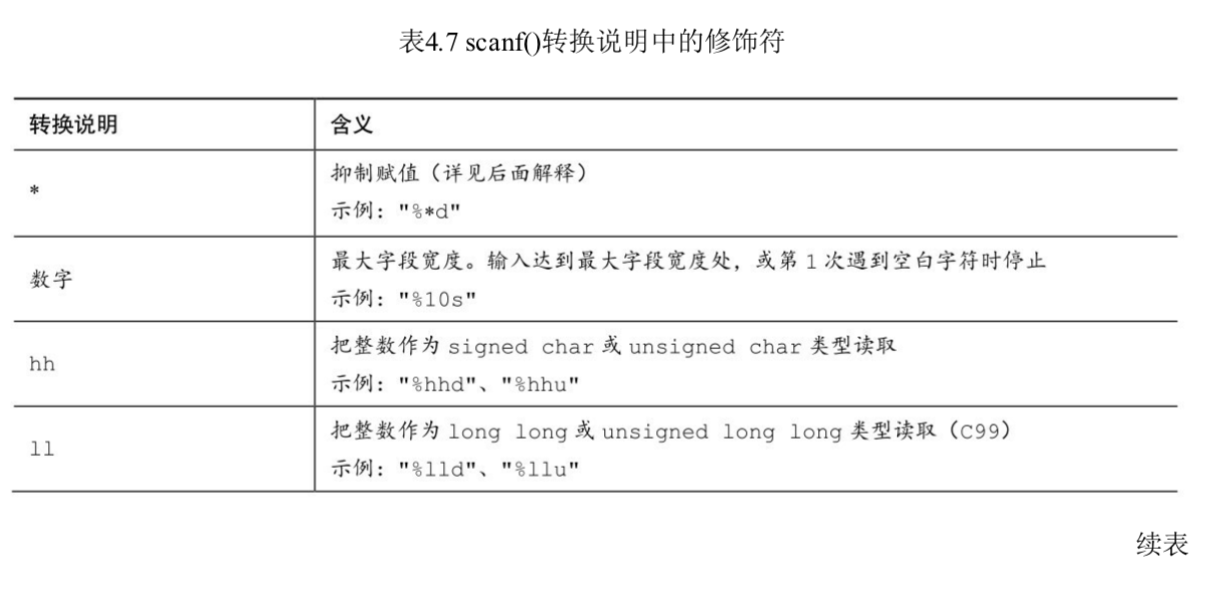 表4.7 scanf()转换说明中的修饰符
转换说明
含义
*
抑制赋值（详见后面解释）
示例："%*d"
数字
最大字段宽度。输入达到最大字段宽度处，或第 1 次遇到空白字符时停止
示例："%10s"
hh
把整数作为 signed char 或 unsigned char 类型读取
示例："%hhd"、"%hhu"
ll
把整数作为 long long 或 unsigned long long 类型读取（C99）
示例："%lld"、"%llu"
续表